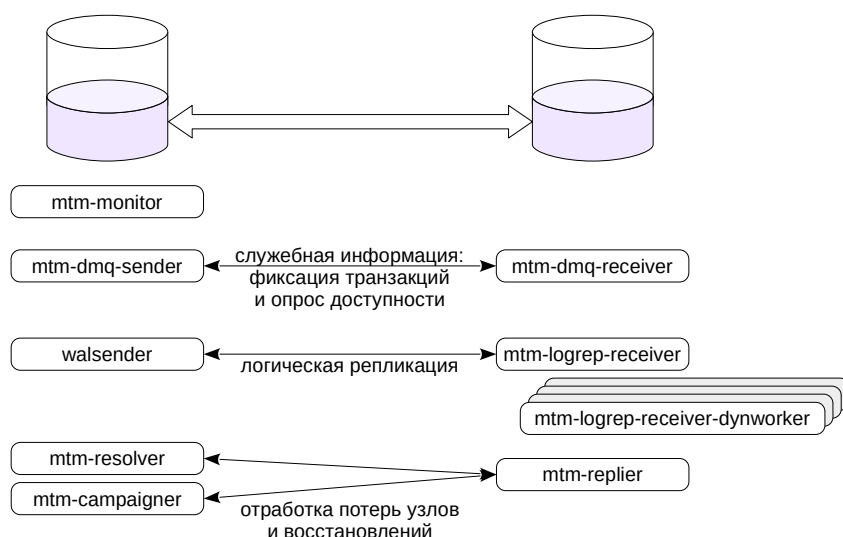 mtm-monitor
mtm-dmq-sender
служебная информация:
фиксация транзакций
и опрос доступности
mtm-dmq-receiver
walsender
логическая репликация
mtm-logrep-receiver
mtm-logrep-receiver-dynworker
mtm-resolver
mtm-campaigner
mtm-replier
отработка потерь узлов
и восстановлений